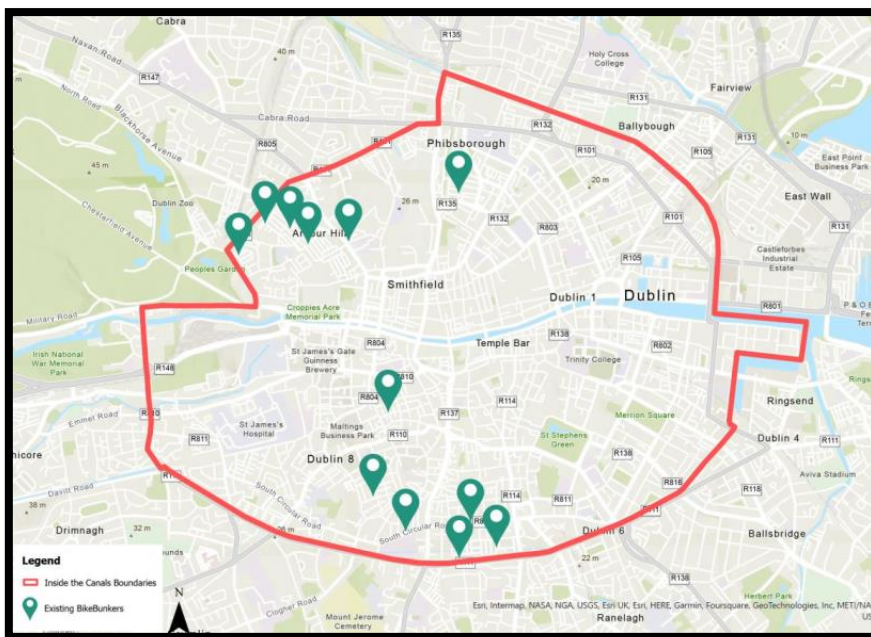 Cabra
R135
Holy Cross
College
Navan Road
40 m
R147
Fairview
North Road
Blackhorse Avenue
Cabra Road
R131
R132
Ballybough
R131
10 m
R805
R101
Phibsborough
R101
R105
East Point
Business Park
45 m
20 m
Dublin Zoo
26 m
R135
East Wall
Chesterfield Avenue
R132
R101
R131
Arbour Hill
R803
Castleforbes
Industrial
Estate
Peoples Garden
R105
Smithfield
Dublin 1
Dublin
R801
Military Road
Croppies Acre
Memorial Park
Temple Bar
R138
R802
Irish National
War Memorial
Park
R148
St James's Gate
Guinness
Brewery
R804
Trinity College
R810
R804
R137
R114
Merrion Square
Ringsend
Emmet Road
R810
R811
St James's
Hospital
Maltings
Business Park
R110
St Stephens
Green
R138
Dublin 4
R111
Dublin 8
Davitt Road
South Circular Road
R114
R811
R816
R118
Aviva Stadium
38 m
Drimnagh
32 m
26 m
South Circular Road
Dublin 6
R111
Ballsbridge
22 m
Legend
Inside the Canals Boundaries
Existing BikeBunkers
N
Clogher Road
R138
Herbert Park
Mount Jerome
Cemetery
Esri, Intermap, NASA, NGA, USGS, Esri UK, Esri, HERE, Garmin, Foursquare, GeoTechnologies, Inc, METI/NA
US
Ranelagh